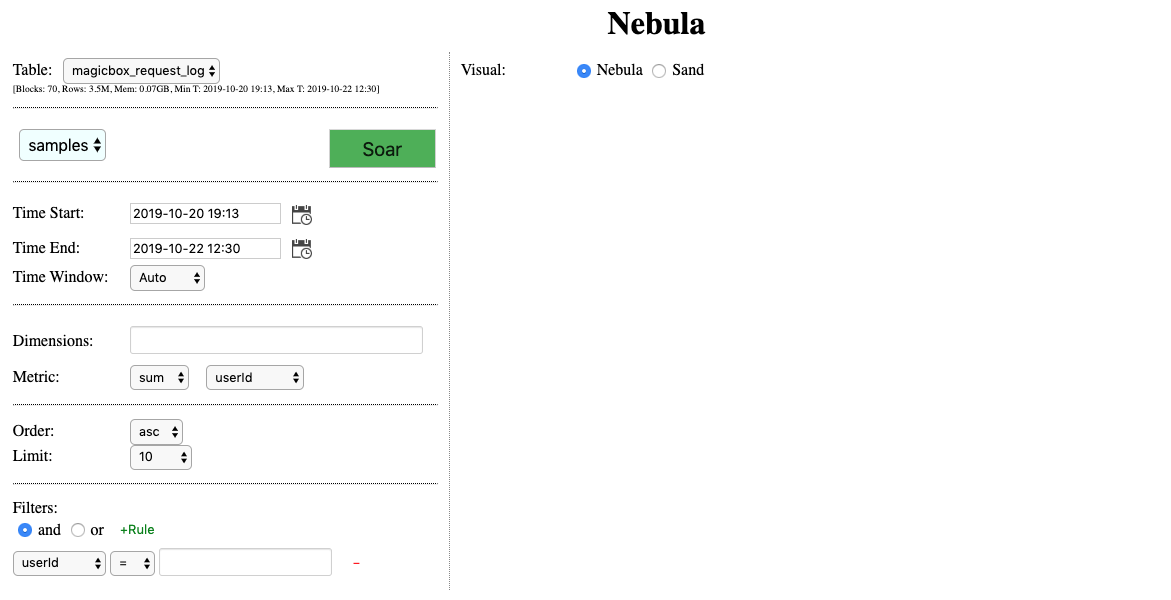 Nebula
Table: magicbox_request_log
[Blocks: 70, Rows: 3.5M, Mem: 0.07GB, Min T: 2019-10-20 19:13, Max T: 2019-10-22 12:30]
samples Soar
Time Start: 2019-10-20 19:13
Time End: 2019-10-22 12:30
Time Window: Auto
Dimensions:
Metric: sum userId
Order: asc
Limit: 10
Filters:
and or +Rule
userId = -
Visual: Nebula Sand